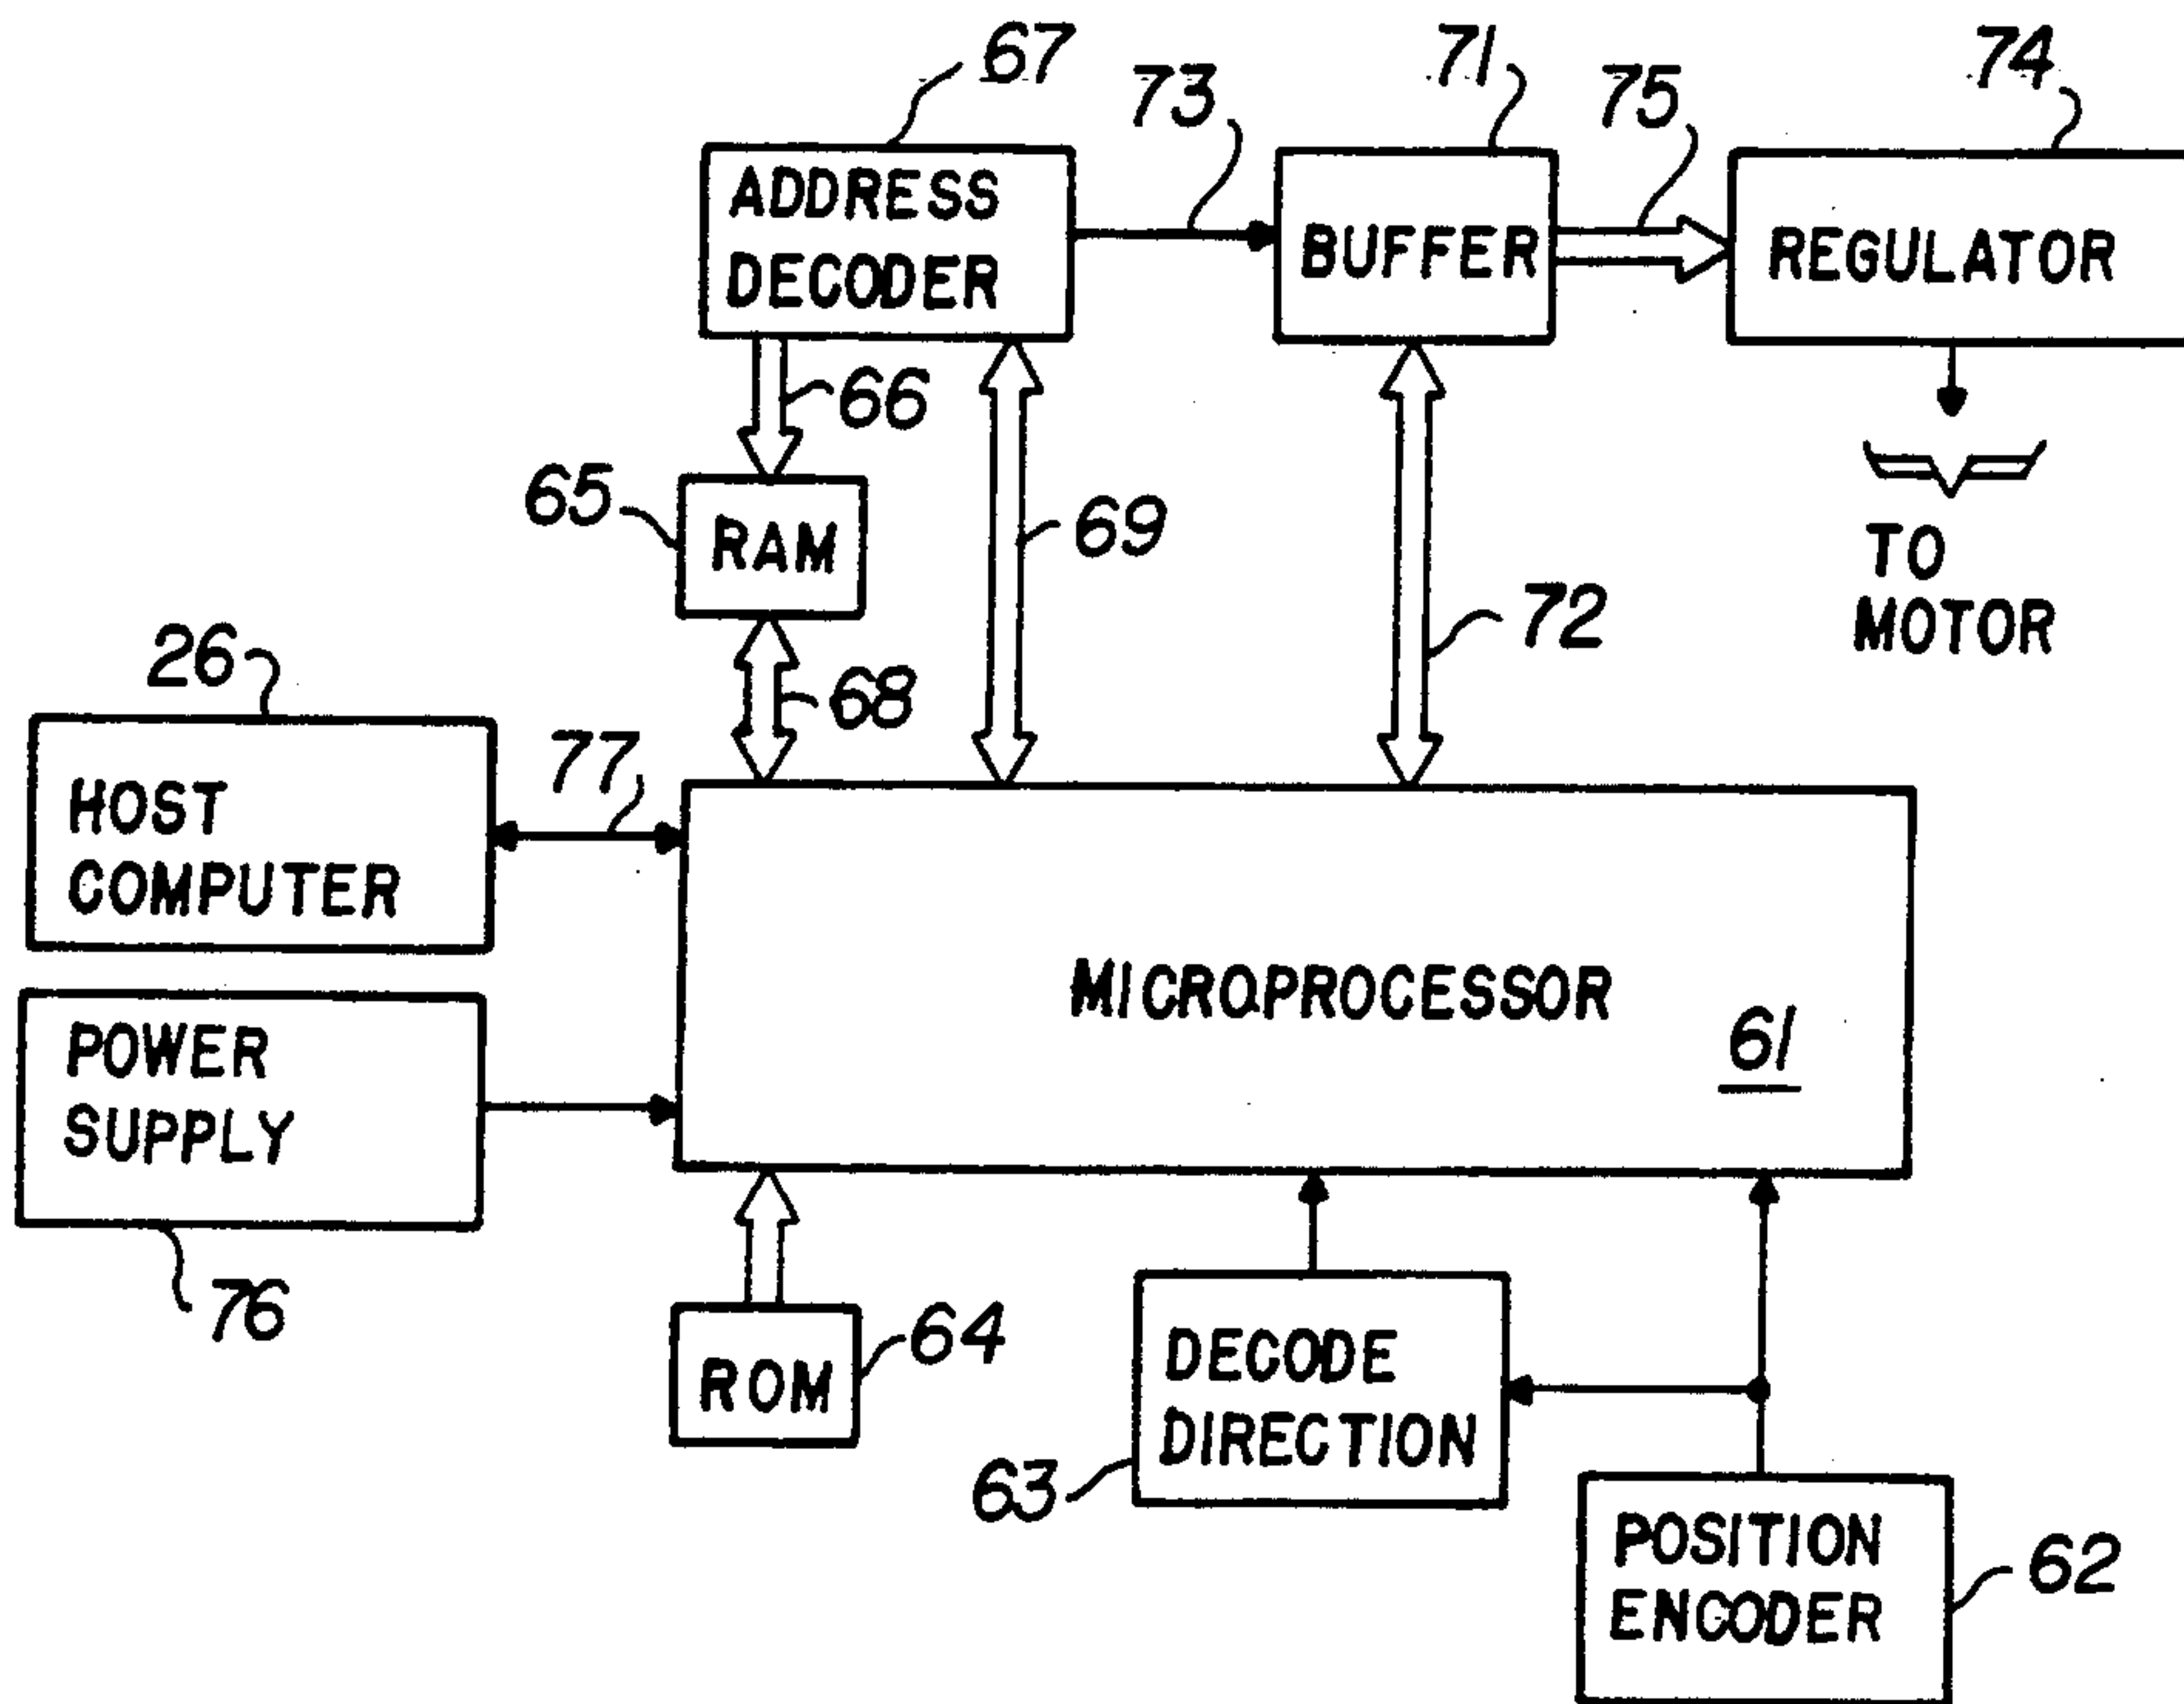 67
73
71
75
74
ADDRESS
DECODER
BUFFER
REGULATOR
66
65
RAM
69
TO
MOTOR
72
26
68
77
HOST
COMPUTER
MICROPROCESSOR
61
POWER
SUPPLY
76
ROM
64
DECODE
DIRECTION
63
POSITION
ENCODER
62